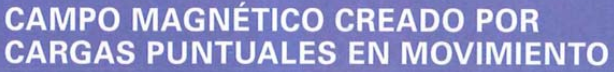 CAMPO MAGNÉTICO CREADO POR
CARGAS PUNTUALES EN MOVIMIENTO